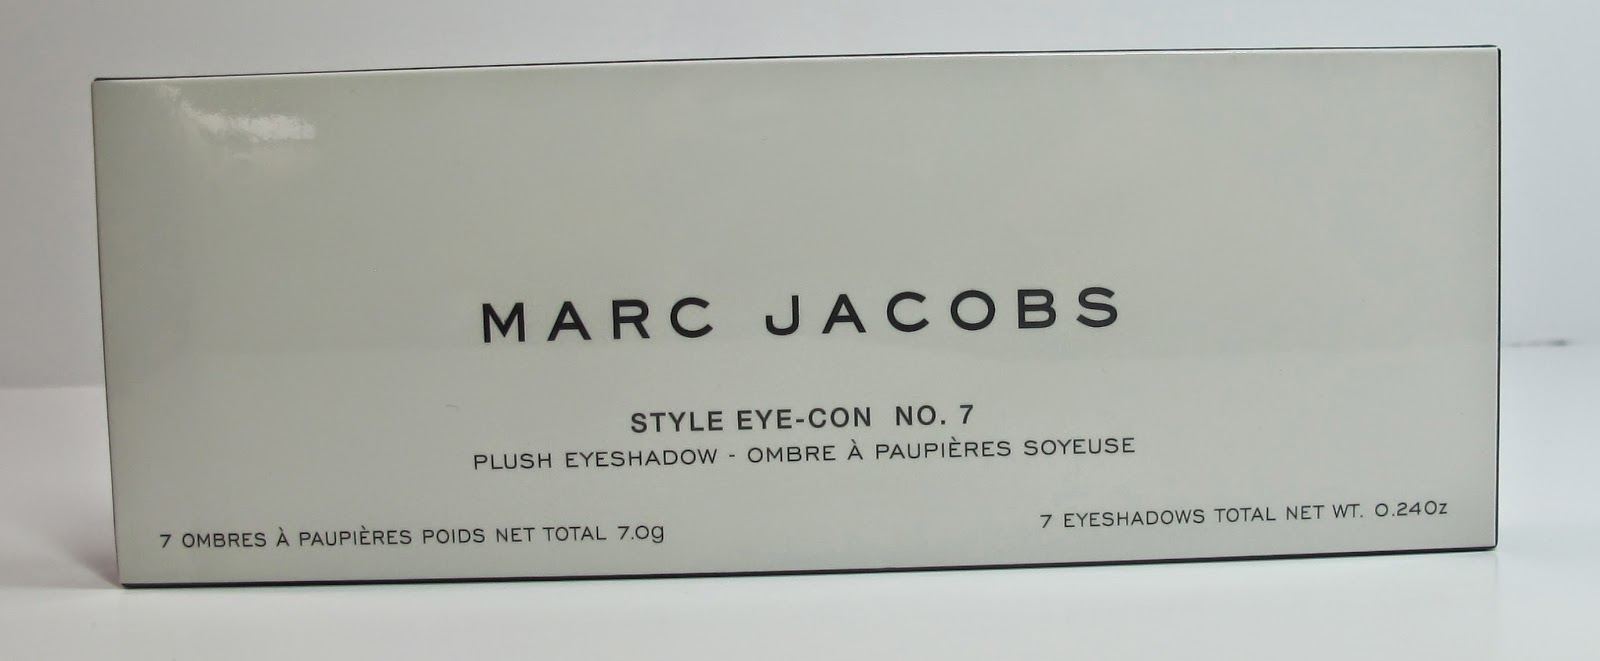 MARC JACOBS
STYLE EYE-CON NO. 7
PLUSH EYESHADOW - OMBRE À PAUPIÈRES SOYEUSE
7 OMBRES À PAUPIÈRES POIDS NET TOTAL 7.0g
7 EYESHADOWS TOTAL NET WT. 0.24Oz